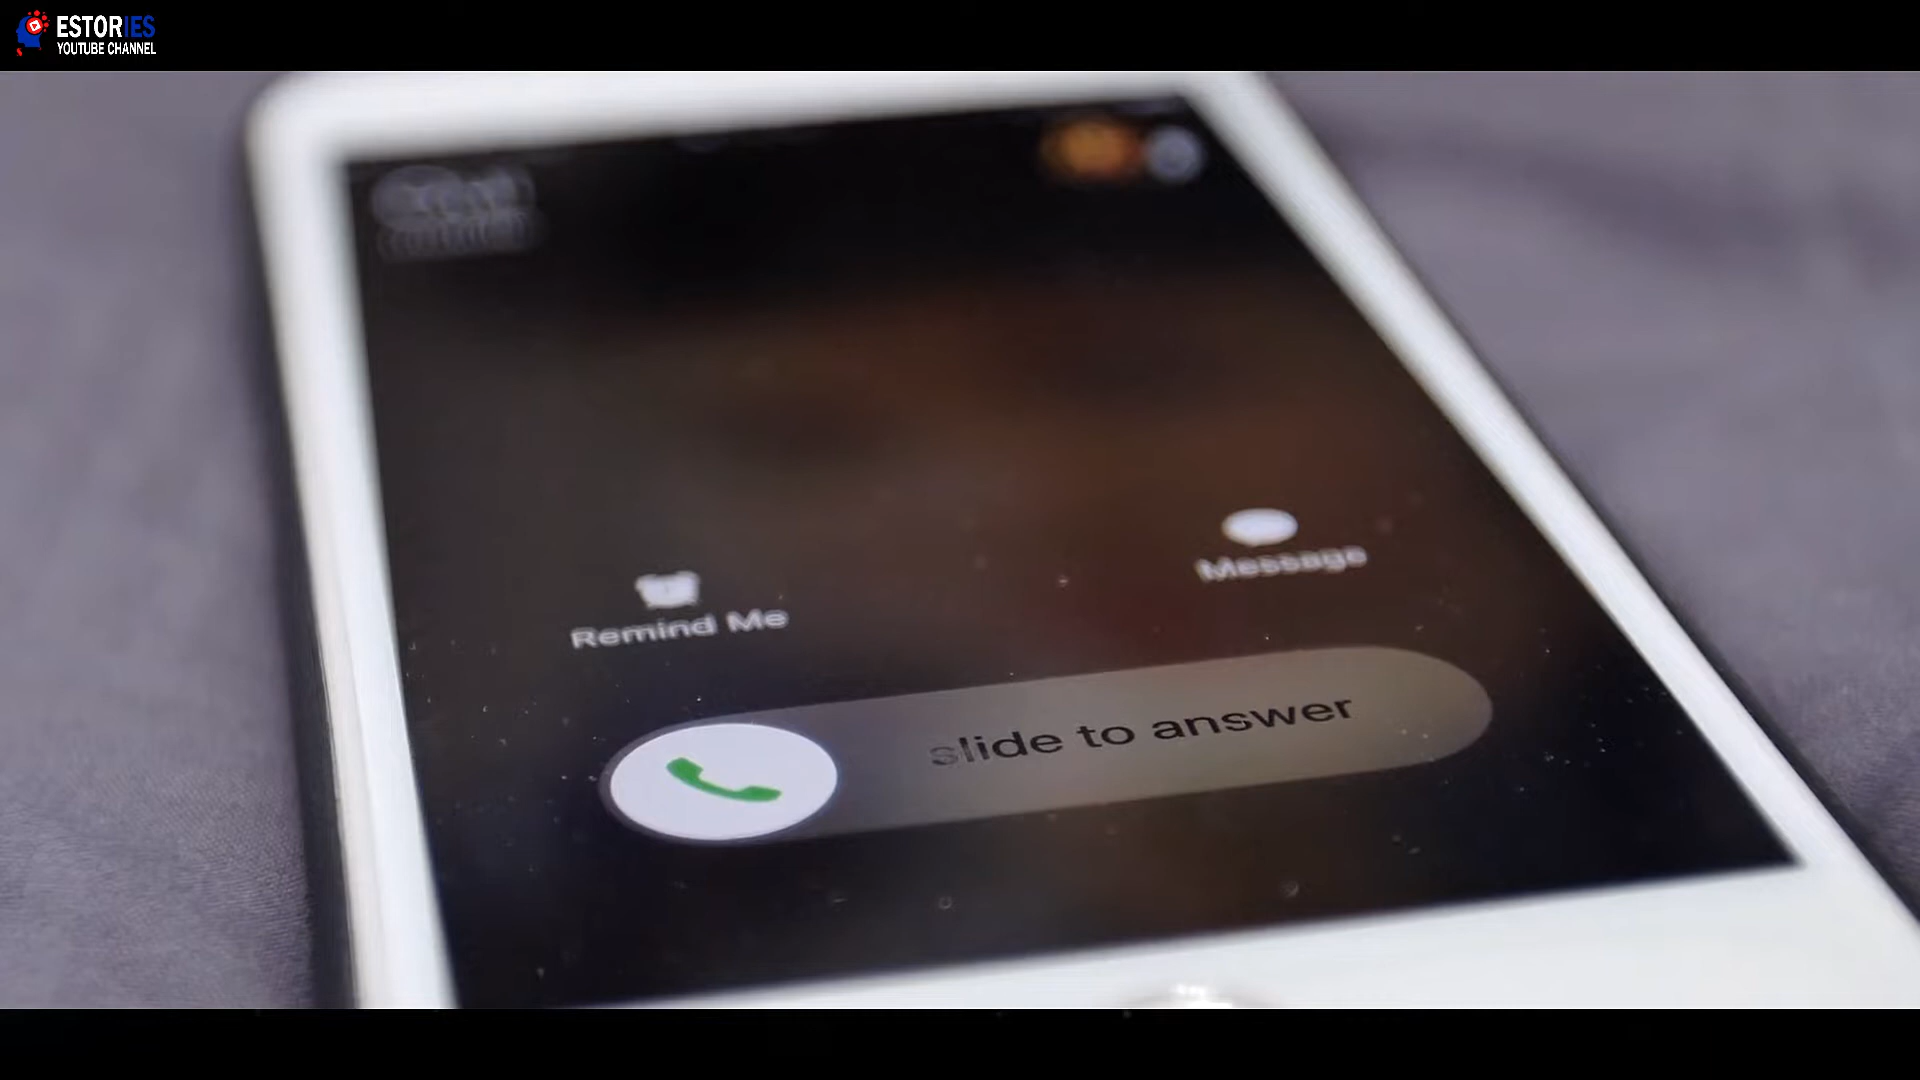 ESTORIES
YOUTUBE CHANNEL
Remind Me
Message
slide to answer